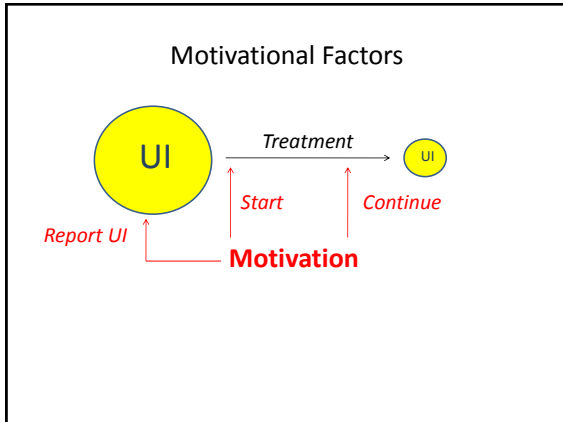 Motivational Factors
Treatment
UI
UI
Start
Continue
Report UI
Motivation